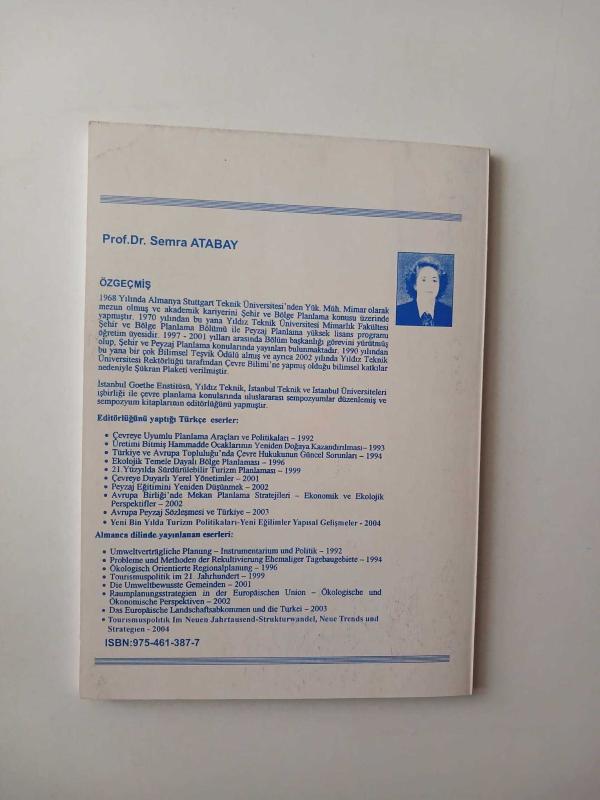 Prof.Dr. Semra ATABAY
ÖZGEÇMİŞ
1968 Yılında Almanya Stuttgart Teknik Üniversitesi'nden Yük. Müh. Mimar olarak
mezun olmuş ve akademik kariyerini Şehir ve Bölge Planlama konusu üzerinde
yapmıştır. 1970 yılından bu yana Yıldız Teknik Üniversitesi Mimarlık Fakültesi
Şehir ve Bölge Planlama Bölümü ile Peyzaj Planlama yüksek lisans programı
öğretim üyesidir. 1997 - 2001 yılları arasında Bölüm başkanlığı görevini yürütmüş
olup, Şehir ve Peyzaj Planlama konularında yayınları bulunmaktadır. 1990 yılından
bu yana bir çok Bilimsel Teşvik Ödülü almış ve ayrıca 2002 yılında Yıldız Teknik
Üniversitesi Rektörlüğü tarafından Çevre Bilimi'ne yapmış olduğu bilimsel katkılar
nedeniyle Şükran Plaketi verilmiştir.
İstanbul Goethe Enstitüsü, Yıldız Teknik, İstanbul Teknik ve İstanbul Üniversiteleri
işbirliği ile çevre planlama konularında uluslararası sempozyumlar düzenlemiş ve
sempozyum kitaplarının editörlüğünü yapmıştır.
Editörlüğünü yaptığı Türkçe eserler:
• Çevreye Uyumlu Planlama Araçları ve Politikaları – 1992
• Üretimi Bitmiş Hammadde Ocaklarının Yeniden Doğaya Kazandırılması– 1993
• Türkiye ve Avrupa Topluluğu'nda Çevre Hukukunun Güncel Sorunları – 1994
• Ekolojik Temele Dayalı Bölge Planlaması – 1996
• 21.Yüzyılda Sürdürülebilir Turizm Planlaması – 1999
• Çevreye Duyarlı Yerel Yönetimler – 2001
• Peyzaj Eğitimini Yeniden Düşünmek – 2002
• Avrupa Birliği'nde Mekan Planlama Stratejileri – Ekonomik ve Ekolojik
Perspektifler – 2002
• Avrupa Peyzaj Sözleşmesi ve Türkiye – 2003
• Yeni Bin Yılda Turizm Politikaları-Yeni Eğilimler Yapısal Gelişmeler - 2004
Almanca dilinde yayınlanan eserleri:
• Umweltverträgliche Planung – Instrumentarium und Politik – 1992
• Probleme und Methoden der Rekultivierung Ehemaliger Tagebaugebiete – 1994
• Ökologisch Orientierte Regionalplanung – 1996
• Tourismuspolitik im 21. Jahrhundert – 1999
• Die Umweltbewusste Gemeinden – 2001
• Raumplanungsstrategien in der Europäischen Union – Ökologische und
Ökonomische Perspektiven – 2002
• Das Europäische Landschaftsabkommen und die Turkei – 2003
• Tourismuspolitik Im Neuen Jahrtausend-Strukturwandel, Neue Trends und
Strategien - 2004
ISBN:975-461-387-7